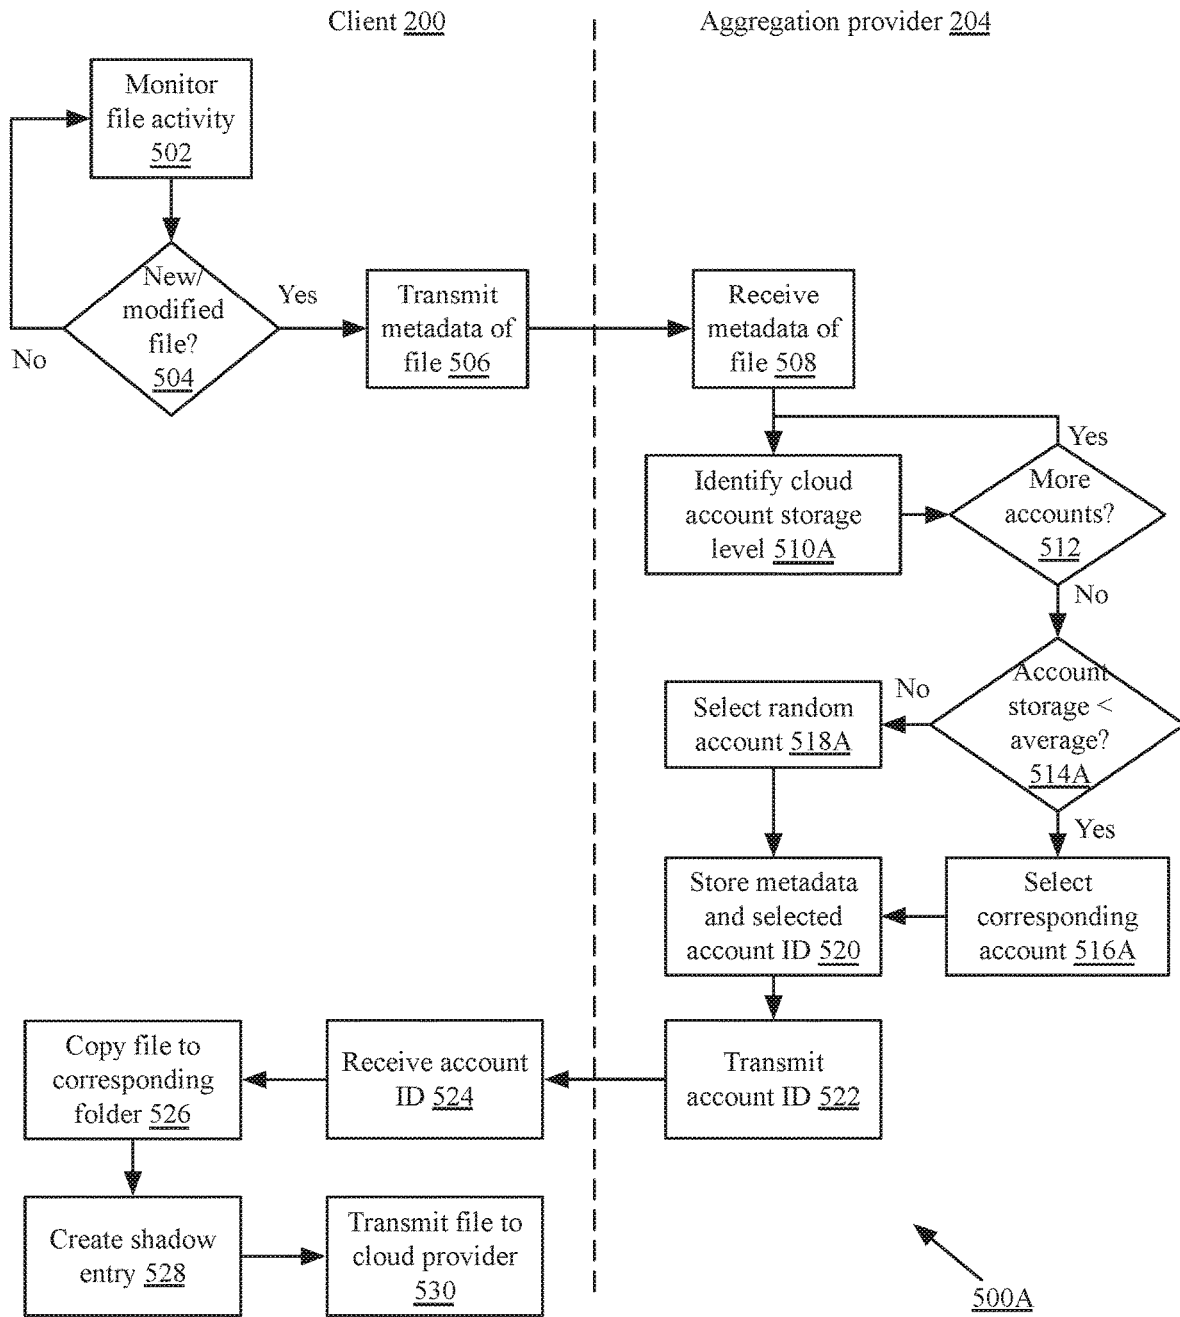 Client 200
Aggregation provider 204
Monitor
file activity
502
New/
modified
file?
504
Yes
No
Transmit
metadata of
file 506
Receive
metadata of
file 508
Identify cloud
account storage
level 510A
Yes
More
accounts?
512
No
Account
storage <
average?
514A
No
Yes
Select random
account 518A
Select
corresponding
account 516A
Store metadata
and selected
account ID 520
Transmit
account ID 522
Receive account
ID 524
Copy file to
corresponding
folder 526
Create shadow
entry 528
Transmit file to
cloud provider
530
500A